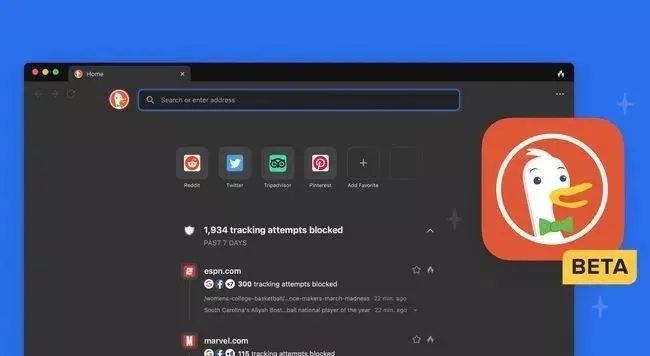 Home
Search or enter address
Reddit
Twitter
Tripadvisor
Pinterest
Add Favorite
1,934 tracking attempts blocked
PAST 7 DAYS
BETA
espn.com
+7 300 tracking attempts blocked
/womens-college-basketball/...nce-makers-march-madness 22 min. ago
South Carolina's Aliyah Bost...ball national player of the year 22 min. ago
marvel.com
115 tracking attempts blocked